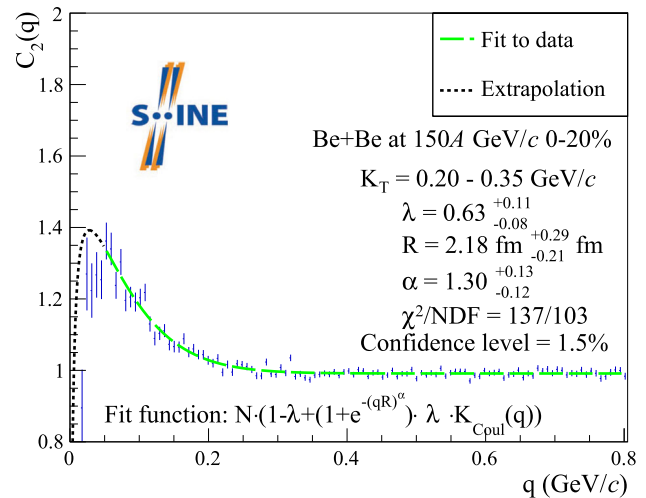 C₂(q)
2
1.8
1.6
1.4
1.2
1
0.8
Fit to data
Extrapolation
S••INE
Be+Be at 150A GeV/c 0-20%
K_T = 0.20 - 0.35 GeV/c
λ = 0.63 +0.11 -0.08
R = 2.18 fm +0.29 -0.21 fm
α = 1.30 +0.13 -0.12
χ²/NDF = 137/103
Confidence level = 1.5%
Fit function: N·(1-λ+(1+e^{-(qR)^α})· λ ·K_Coul(q))
0 0.2 0.4 0.6 0.8
q (GeV/c)